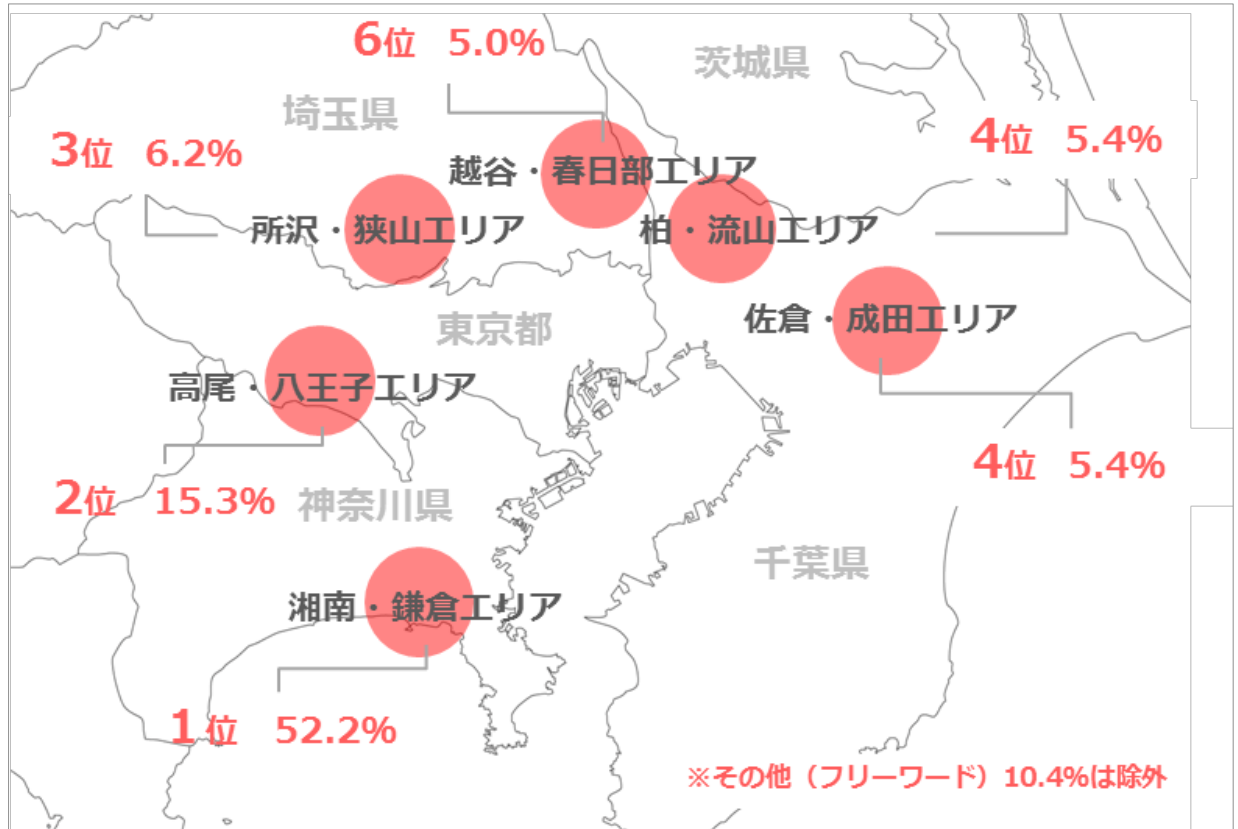 6位 5.0%
茨城県
埼玉県
3位 6.2%
4位 5.4%
越谷・春日部エリア
所沢・狭山エリア
柏・流山エリア
佐倉・成田エリア
東京都
高尾・八王子エリア
4位 5.4%
2位 15.3%
神奈川県
千葉県
湘南・鎌倉エリア
1位 52.2%
※その他（フリーワード）10.4%は除外